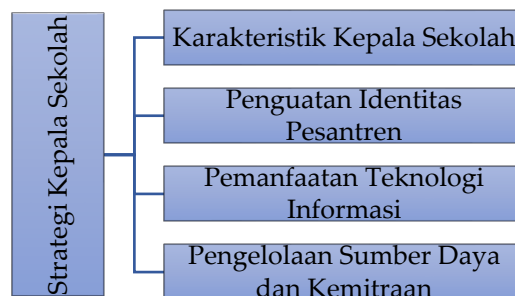 Strategi Kepala Sekolah
Karakteristik Kepala Sekolah
Penguatan Identitas
Pesantren
Pemanfaatan Teknologi
Informasi
Pengelolaan Sumber Daya
dan Kemitraan